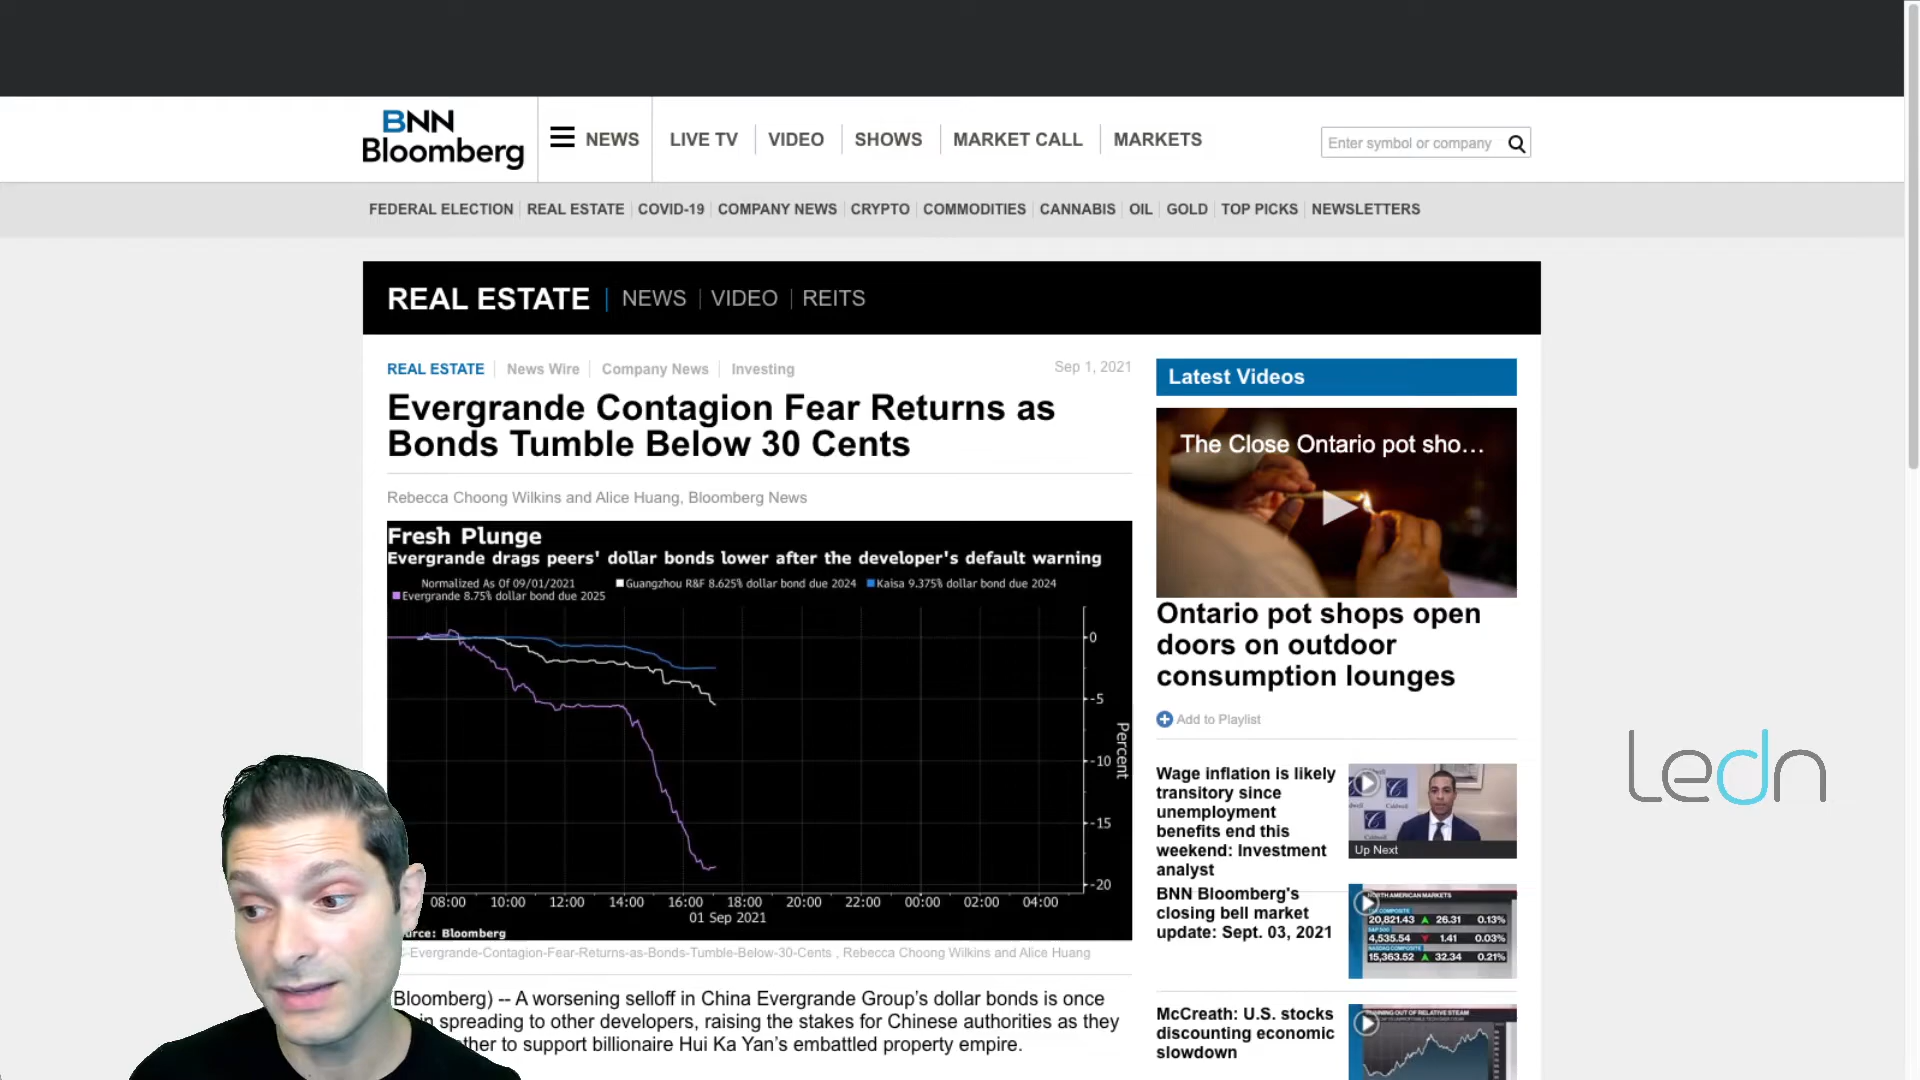 BNN
Bloomberg
NEWS
LIVE TV
VIDEO
SHOWS
MARKET CALL
MARKETS
Enter symbol or company
FEDERAL ELECTION
REAL ESTATE
COVID-19
COMPANY NEWS
CRYPTO
COMMODITIES
CANNABIS
OIL
GOLD
TOP PICKS
NEWSLETTERS
REAL ESTATE
NEWS
VIDEO
REITS
REAL ESTATE
News Wire
Company News
Investing
Sep 1, 2021
Evergrande Contagion Fear Returns as
Bonds Tumble Below 30 Cents
Rebecca Choong Wilkins and Alice Huang, Bloomberg News
Fresh Plunge
Evergrande drags peers' dollar bonds lower after the developer's default warning
Normalized As Of 09/01/2021
Guangzhou R&F 8.625% dollar bond due 2024
Kaisa 9.375% dollar bond due 2024
Evergrande 8.75% dollar bond due 2025
0
-5
-10
-15
-20
Percent
08:00
10:00
12:00
14:00
16:00
18:00
20:00
22:00
00:00
02:00
04:00
01 Sep 2021
Bloomberg
-Evergrande-Contagion-Fear-Returns-as-Bonds-Tumble-Below-30-Cents , Rebecca Choong Wilkins and Alice Huang
(Bloomberg) -- A worsening selloff in China Evergrande Group's dollar bonds is once
spreading to other developers, raising the stakes for Chinese authorities as they
to support billionaire Hui Ka Yan's embattled property empire.
Latest Videos
The Close Ontario pot sho...
Ontario pot shops open
doors on outdoor
consumption lounges
Add to Playlist
Wage inflation is likely
transitory since
unemployment
benefits end this
weekend: Investment
analyst
Caldwell
Up Next
BNN Bloomberg's
closing bell market
update: Sept. 03, 2021
NORTH AMERICAN MARKETS
20,821.43 26.31 0.13%
S&P 500
4,535.54 1.41 0.03%
NASDAQ COMPOSITE
15,363.52 32.34 0.21%
McCreath: U.S. stocks
discounting economic
slowdown
RUNNING OUT OF RELATIVE STEAM
ledn